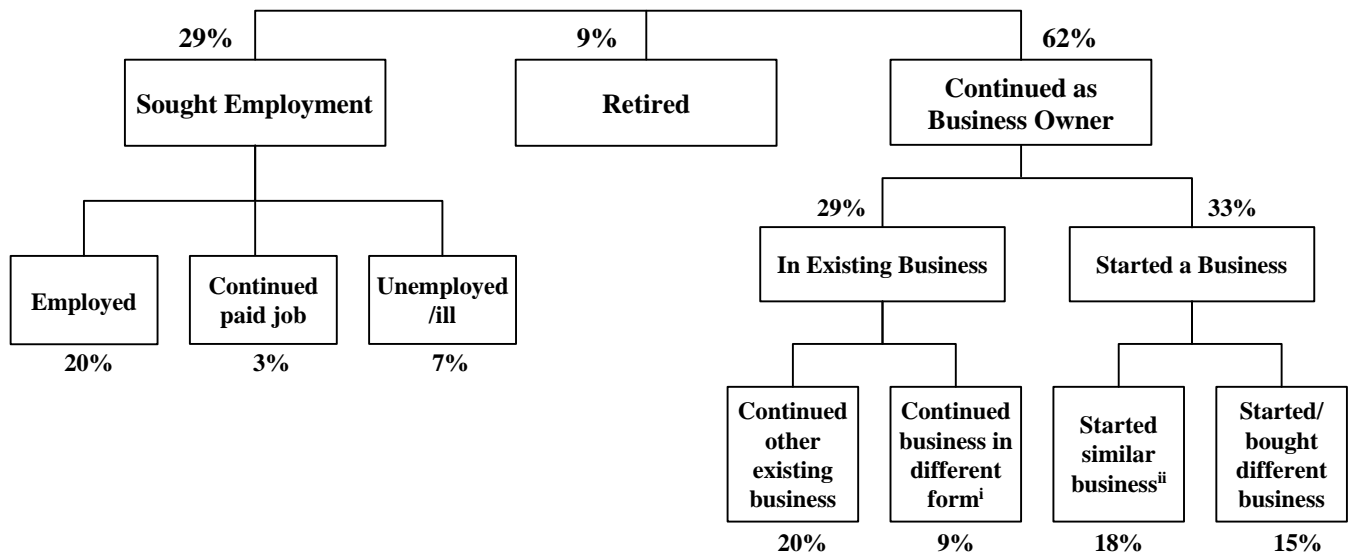 29%
9%
62%
Sought Employment
Retired
Continued as
Business Owner
29%
33%
In Existing Business
Started a Business
Employed
Continued
paid job
Unemployed
/ill
20%
3%
7%
Continued
other
existing
business
Continued
business in
different
formⁱ
Started
similar
businessⁱⁱ
Started/
bought
different
business
20%
9%
18%
15%